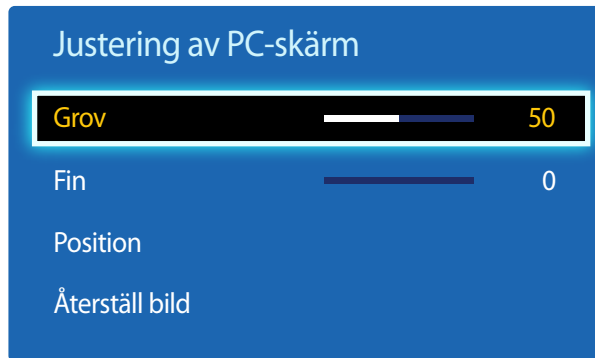 Justering av PC-skärm
Grov 50
Fin 0
Position
Återställ bild